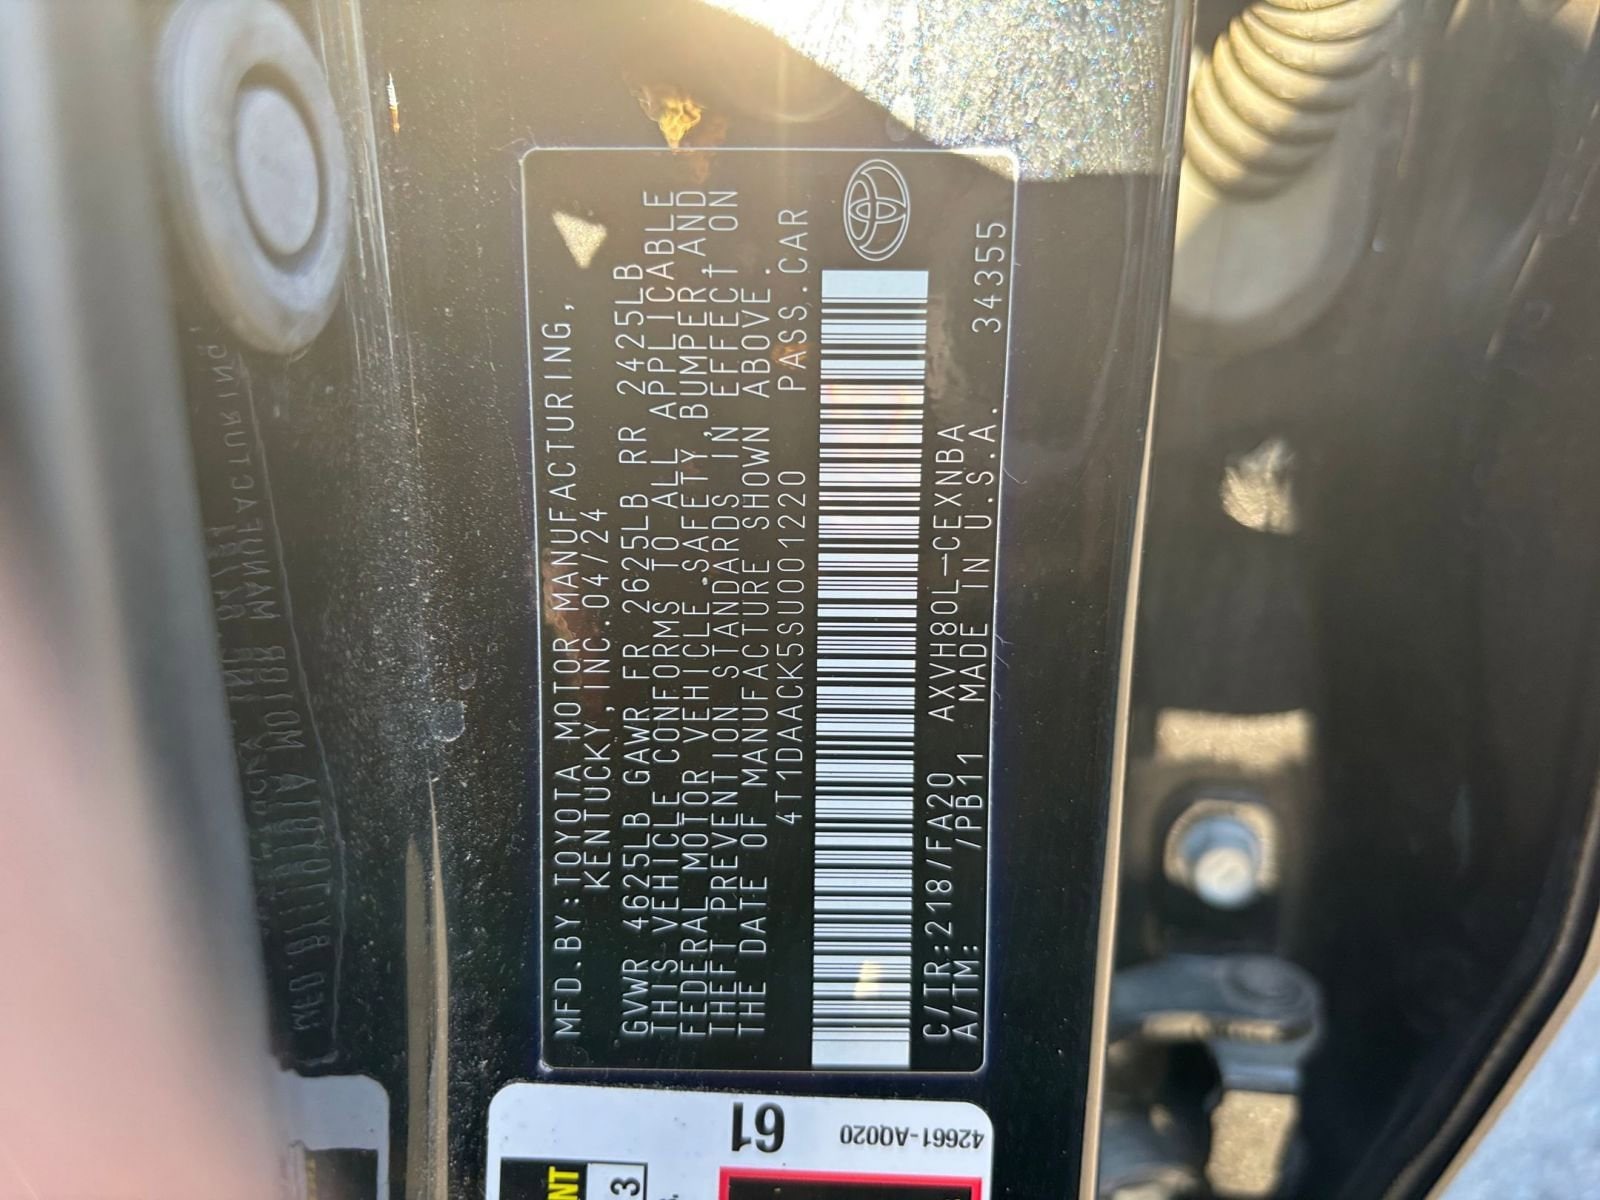 MFD.BY:TOYOTA MOTOR MANUFACTURING,
KENTUCKY,INC.04/24
GVWR 4625LB GAWR FR 2625LB RR 2425LB
THIS VEHICLE CONFORMS TO ALL APPLICABLE
FEDERAL MOTOR VEHICLE SAFETY, BUMPER, AND
THEFT PREVENTION STANDARDS IN EFFECT ON
THE DATE OF MANUFACTURE SHOWN ABOVE.
4T1DAACK5SU001220 PASS.CAR
C/TR:218/FA20 AXVH80L-CEXNBA
A/TM: /PB11 MADE IN U.S.A. 34355
61
42661-AQ020
3